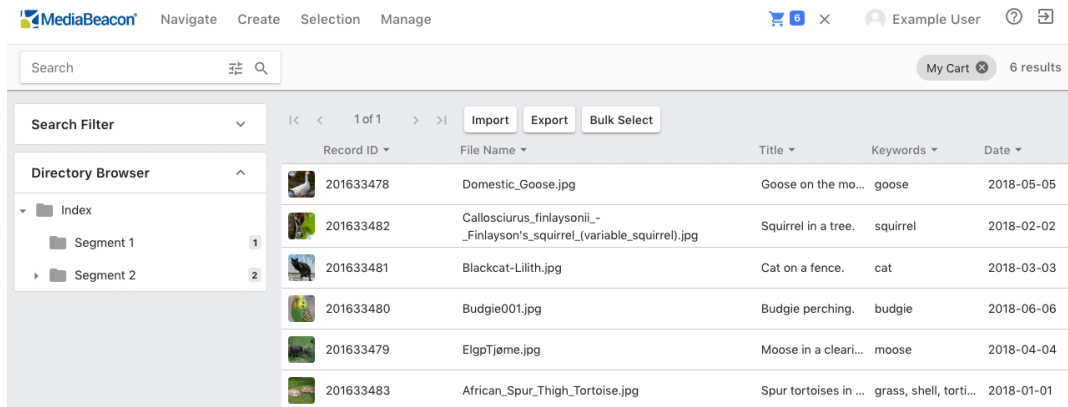 MediaBeacon® Navigate Create Selection Manage 6 Example User
Search My Cart 6 results
Search Filter
1 of 1 Import Export Bulk Select
Record ID File Name Title Keywords Date
Directory Browser
Index
Segment 1 1
Segment 2 2
201633478 Domestic_Goose.jpg Goose on the mo... goose 2018-05-05
Callosciurus_finlaysonii_-
201633482 _Finlayson's_squirrel_(variable_squirrel).jpg Squirrel in a tree. squirrel 2018-02-02
201633481 Blackcat-Lilith.jpg Cat on a fence. cat 2018-03-03
201633480 Budgie001.jpg Budgie perching. budgie 2018-06-06
201633479 ElgpTjøme.jpg Moose in a cleari... moose 2018-04-04
201633483 African_Spur_Thigh_Tortoise.jpg Spur tortoises in ... grass, shell, torti... 2018-01-01